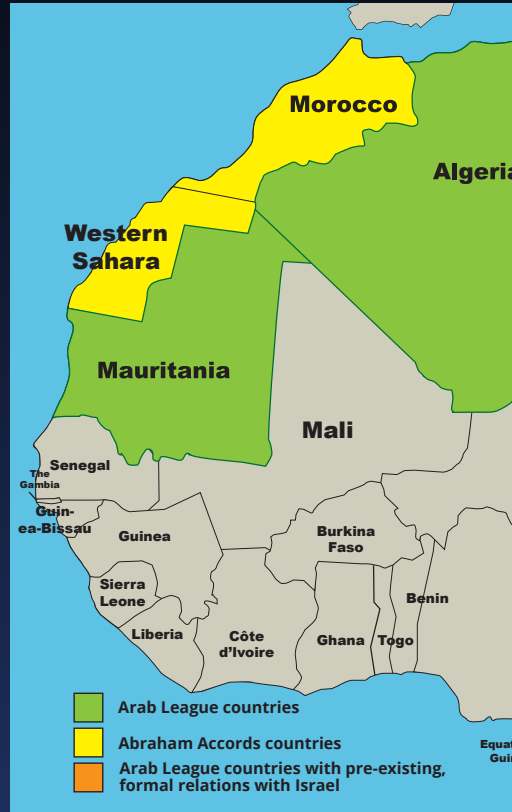 Morocco
Algeria
Western
Sahara
Mauritania
Mali
Senegal
The
Gambia
Guin-
ea-Bissau
Guinea
Burkina
Faso
Sierra
Leone
Benin
Liberia
Côte
d'Ivoire
Ghana
Togo
Arab League countries
Abraham Accords countries
Arab League countries with pre-existing,
formal relations with Israel
Equat
Guin